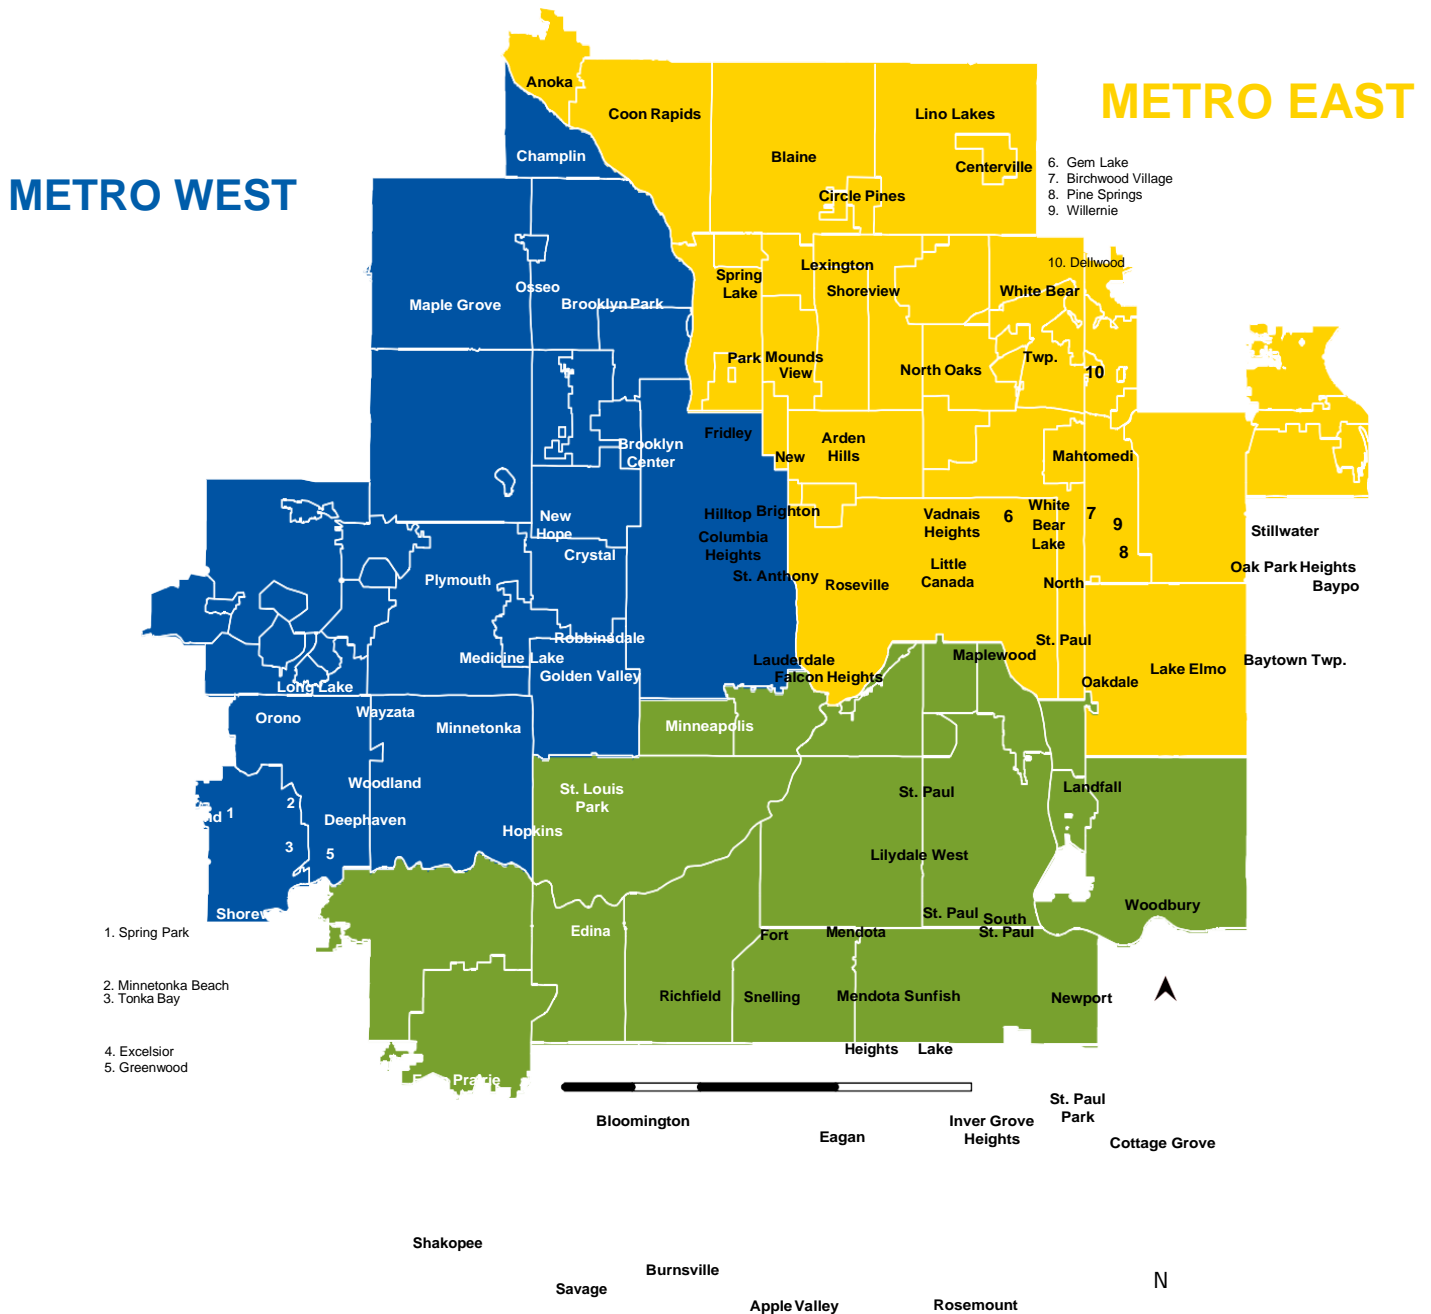 METRO WEST
METRO EAST
Anoka
Coon Rapids
Lino Lakes
Champlin
Blaine
Centerville
Circle Pines
6. Gem Lake
7. Birchwood Village
8. Pine Springs
9. Willernie
10. Dellwood
Maple Grove
Osseo
Brooklyn Park
Spring
Lake
Park
Lexington
Shoreview
White Bear
Twp.
Mounds
View
North Oaks
10
Brooklyn
Center
Fridley
New
Brighton
Arden
Hills
Mahtomedi
New
Hope
Crystal
Hilltop
Columbia
Heights
St. Anthony
Vadnais
Heights
6
White
Bear
Lake
7
9
8
Stillwater
Oak Park Heights
Baypo
Plymouth
Roseville
Little
Canada
North
St. Paul
Robbinsdale
Medicine Lake
Golden Valley
Lauderdale
Falcon Heights
Maplewood
Oakdale
Lake Elmo
Baytown Twp.
Long Lake
Orono
Wayzata
Minnetonka
Minneapolis
Woodland
Deephaven
St. Louis
Park
Hopkins
St. Paul
Landfall
nd
1
2
3
5
Lilydale West
St. Paul
South
St. Paul
Woodbury
Shorew
1. Spring Park
2. Minnetonka Beach
3. Tonka Bay
4. Excelsior
5. Greenwood
Edina
Fort
Snelling
Mendota
Richfield
Mendota
Heights
Sunfish
Lake
Newport
Prairie
Bloomington
Eagan
Inver Grove
Heights
St. Paul
Park
Cottage Grove
Shakopee
Savage
Burnsville
Apple Valley
Rosemount
N